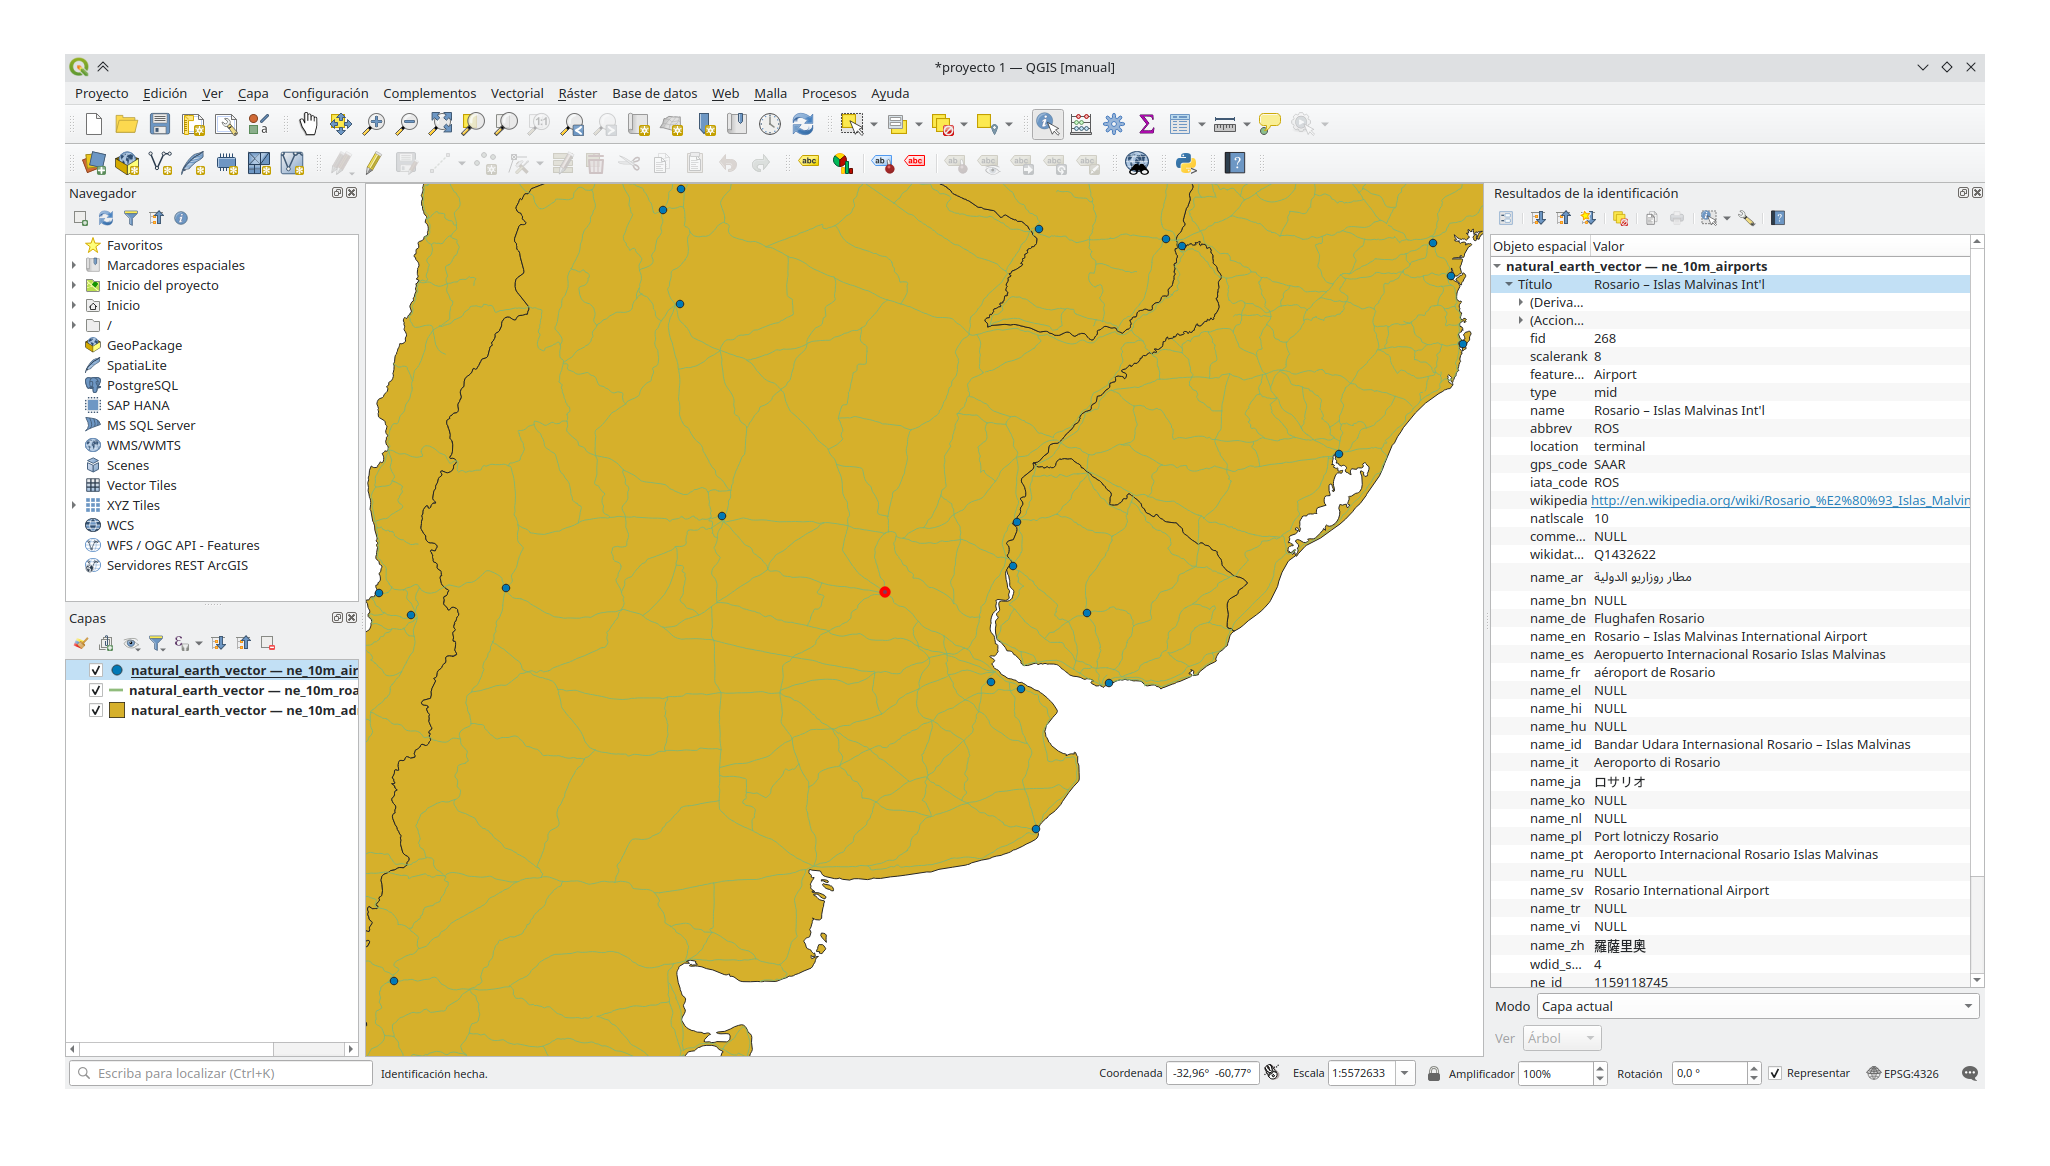 *proyecto 1 — QGIS [manual]
Proyecto Edición Ver Capa Configuración Complementos Vectorial Ráster Base de datos Web Malla Procesos Ayuda
Navegador
Favoritos
Marcadores espaciales
Inicio del proyecto
Inicio
/
GeoPackage
SpatiaLite
PostgreSQL
SAP HANA
MS SQL Server
WMS/WMTS
Scenes
Vector Tiles
XYZ Tiles
WCS
WFS / OGC API - Features
Servidores REST ArcGIS
Capas
natural_earth_vector — ne_10m_air
natural_earth_vector — ne_10m_roa
natural_earth_vector — ne_10m_ad
Resultados de la identificación
Objeto espacial Valor
natural_earth_vector — ne_10m_airports
Título Rosario – Islas Malvinas Int'l
(Deriva...
(Accion...
fid 268
scalerank 8
feature... Airport
type mid
name Rosario – Islas Malvinas Int'l
abbrev ROS
location terminal
gps_code SAAR
iata_code ROS
wikipedia http://en.wikipedia.org/wiki/Rosario_%E2%80%93_Islas_Malvin
natlscale 10
comme... NULL
wikidat... Q1432622
name_ar مطار روزاريو الدولية
name_bn NULL
name_de Flughafen Rosario
name_en Rosario – Islas Malvinas International Airport
name_es Aeropuerto Internacional Rosario Islas Malvinas
name_fr aéroport de Rosario
name_el NULL
name_hi NULL
name_hu NULL
name_id Bandar Udara Internasional Rosario – Islas Malvinas
name_it Aeroporto di Rosario
name_ja ロサリオ
name_ko NULL
name_nl NULL
name_pl Port lotniczy Rosario
name_pt Aeroporto Internacional Rosario Islas Malvinas
name_ru NULL
name_sv Rosario International Airport
name_tr NULL
name_vi NULL
name_zh 羅薩里奧
wdid_s... 4
ne_id 1159118745
Modo Capa actual
Ver Árbol
Escriba para localizar (Ctrl+K) Identificación hecha. Coordenada -32,96° -60,77° Escala 1:5572633 Amplificador 100% Rotación 0,0 ° Representar EPSG:4326